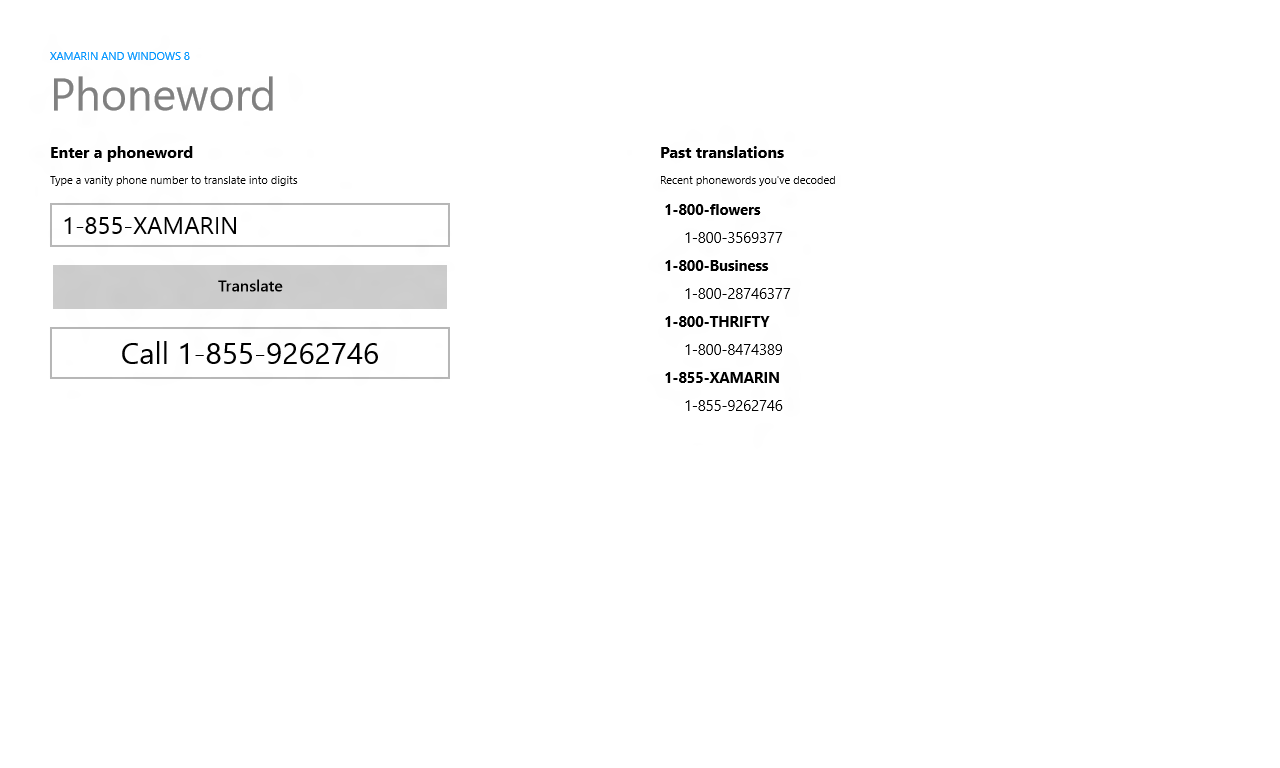 XAMARIN AND WINDOWS 8
Phoneword
Enter a phoneword
Type a vanity phone number to translate into digits
1-855-XAMARIN
Translate
Call 1-855-9262746
Past translations
Recent phonewords you've decoded
1-800-flowers
1-800-3569377
1-800-Business
1-800-28746377
1-800-THRIFTY
1-800-8474389
1-855-XAMARIN
1-855-9262746